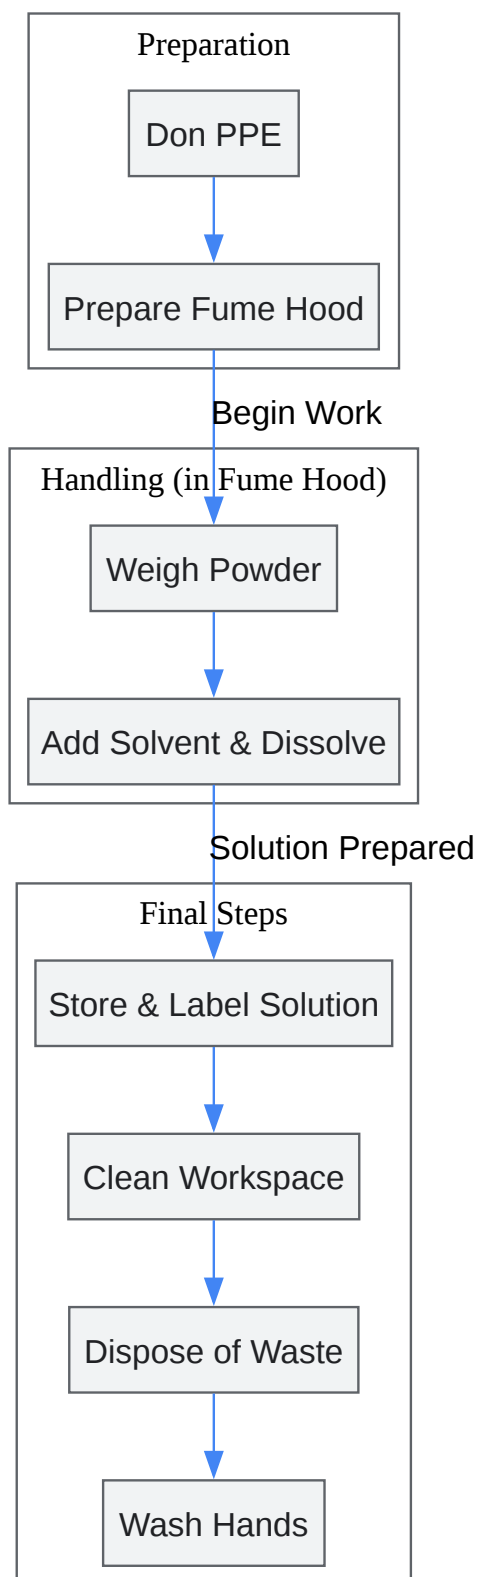 Preparation
Don PPE
Prepare Fume Hood
Begin Work
Handling (in Fume Hood)
Weigh Powder
Add Solvent & Dissolve
Solution Prepared
Final Steps
Store & Label Solution
Clean Workspace
Dispose of Waste
Wash Hands